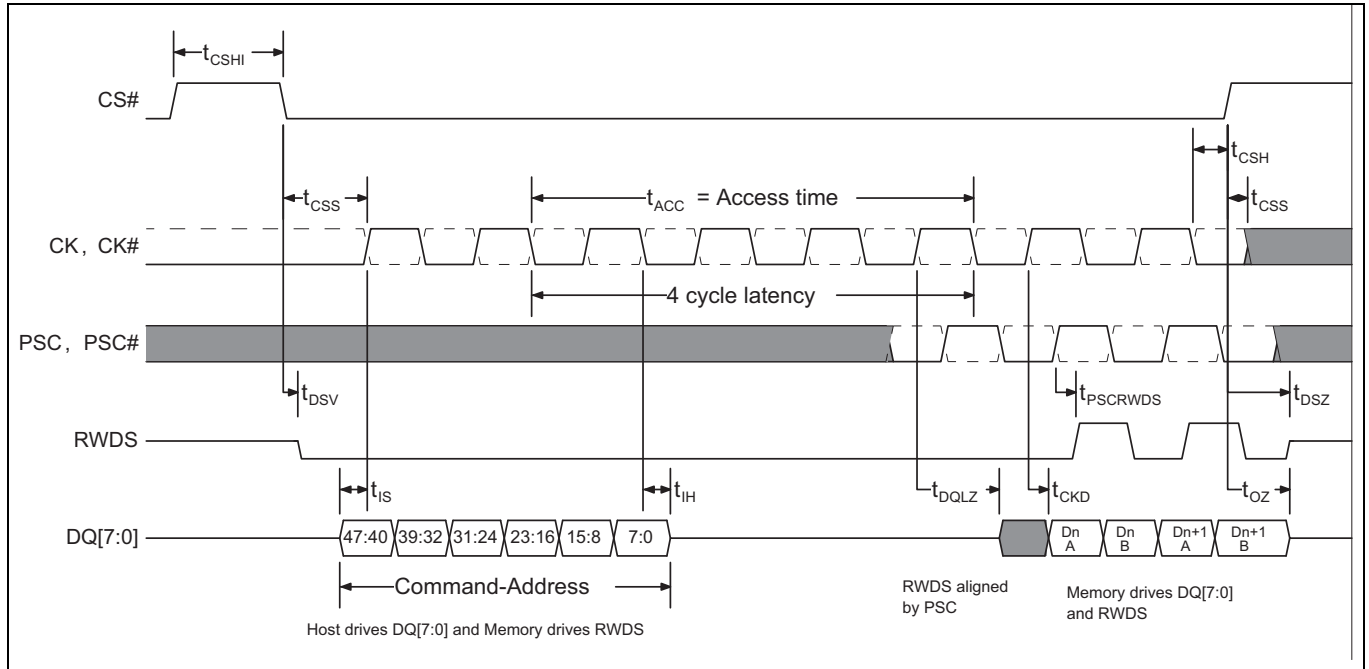 tCSHI
CS#
tCSH
tCSS
tACC = Access time
tCSS
CK, CK#
4 cycle latency
PSC, PSC#
tDSV
tPSCRWDS
tDSZ
RWDS
tIS
tIH
tDQLZ
tCKD
tOZ
DQ[7:0]
47:40
39:32
31:24
23:16
15:8
7:0
Dn
A
Dn
B
Dn+1
A
Dn+1
B
Command-Address
RWDS aligned
by PSC
Memory drives DQ[7:0]
and RWDS
Host drives DQ[7:0] and Memory drives RWDS